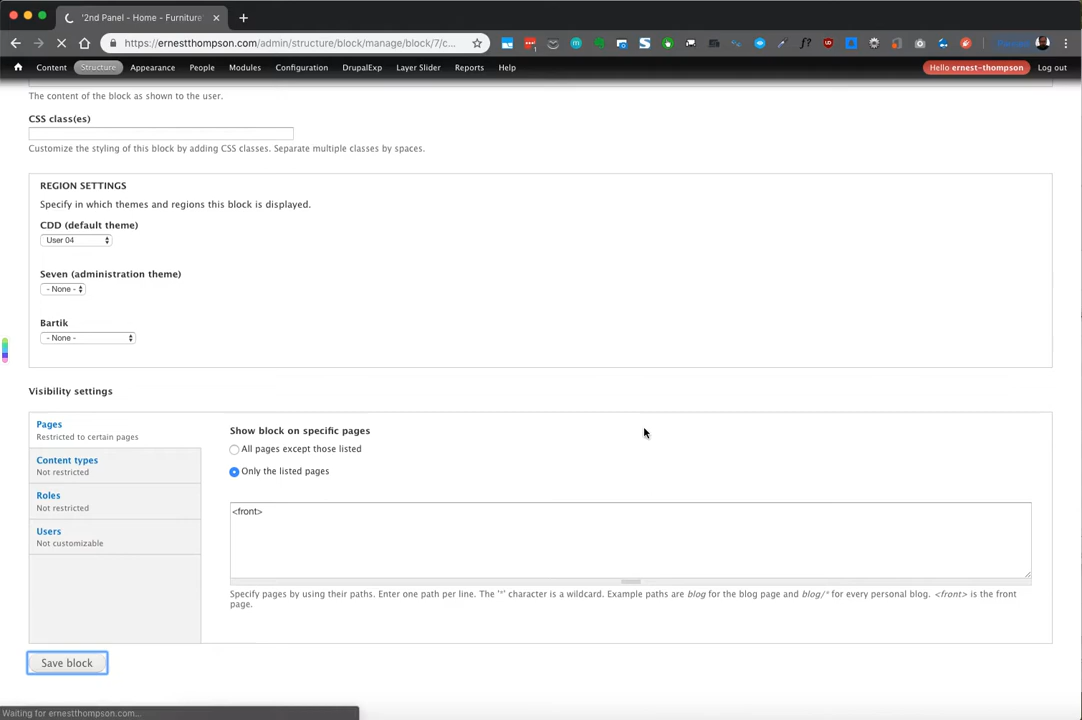 '2nd Panel - Home - Furniture
https://ernestthompson.com/admin/structure/block/manage/block/7/c...
Content Structure Appearance People Modules Configuration DrupalExp Layer Slider Reports Help Hello ernest-thompson Log out
The content of the block as shown to the user.
CSS class(es)
Customize the styling of this block by adding CSS classes. Separate multiple classes by spaces.
REGION SETTINGS
Specify in which themes and regions this block is displayed.
CDD (default theme)
User 04
Seven (administration theme)
- None -
Bartik
- None -
Visibility settings
Pages
Restricted to certain pages
Content types
Not restricted
Roles
Not restricted
Users
Not customizable
Show block on specific pages
All pages except those listed
Only the listed pages
<front>
Specify pages by using their paths. Enter one path per line. The '*' character is a wildcard. Example paths are blog for the blog page and blog/* for every personal blog. <front> is the front
page.
Save block
Waiting for ernestthompson.com...